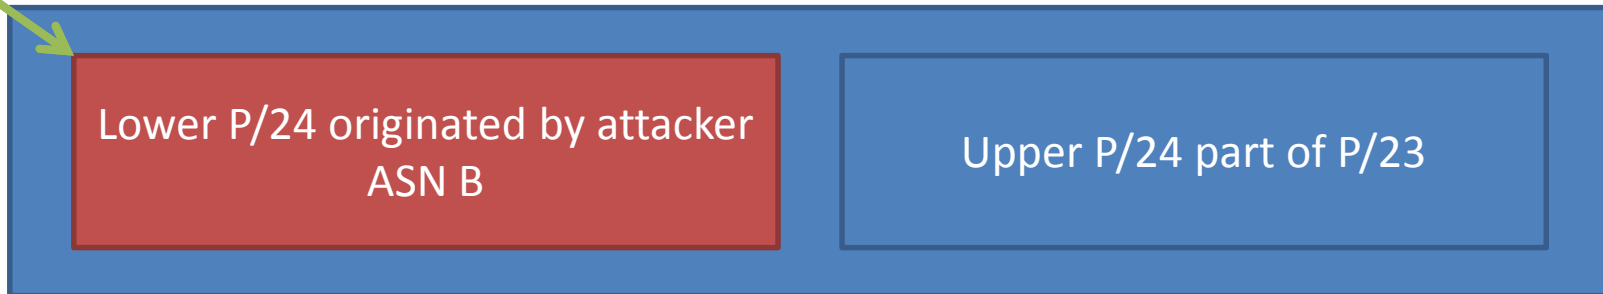 Lower P/24 originated by attacker
ASN B
Upper P/24 part of P/23